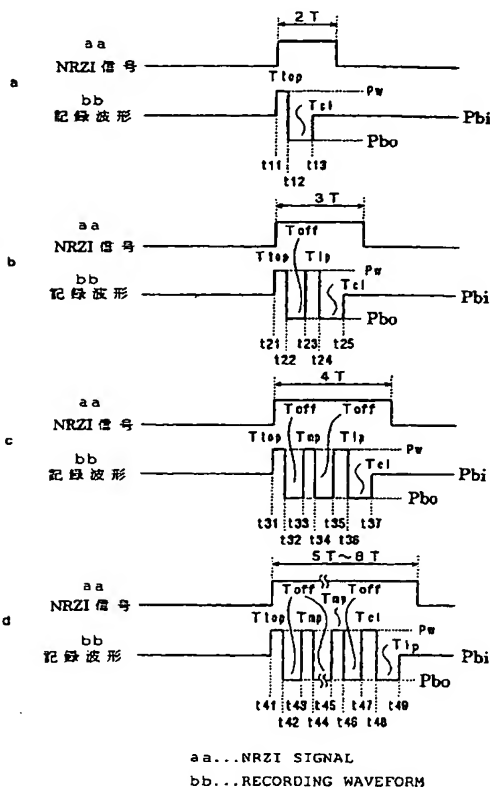 2T
aa
NRZI 信号
a
Ttop
Pw
bb
記録波形
Tcl
Pbi
Pbo
t11
t12
t13
3T
aa
NRZI 信号
b
Toff
Ttop
Tlp
Pw
bb
記録波形
Tcl
Pbi
Pbo
t21
t22
t23
t24
t25
4T
aa
NRZI 信号
c
Toff
Toff
Ttop
Tmp
Tlp
Pw
bb
記録波形
Tcl
Pbi
Pbo
t31
t32
t33
t34
t35
t36
t37
5T～8T
aa
NRZI 信号
d
Toff
Tmp
Toff
Ttop
Tmp
Tcl
Pw
bb
記録波形
Tlp
Pbi
Pbo
t41
t42
t43
t44
t45
t46
t47
t48
t49
aa...NRZI SIGNAL
bb...RECORDING WAVEFORM